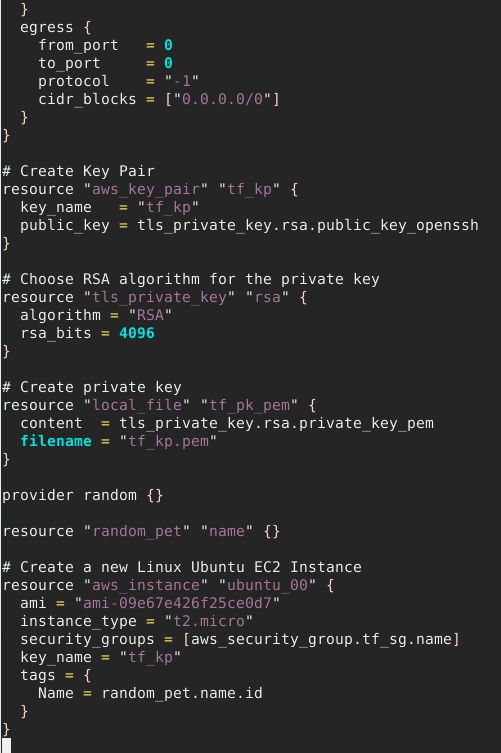 }
  egress {
    from_port   = 0
    to_port     = 0
    protocol    = "-1"
    cidr_blocks = ["0.0.0.0/0"]
  }
}

# Create Key Pair
resource "aws_key_pair" "tf_kp" {
  key_name   = "tf_kp"
  public_key = tls_private_key.rsa.public_key_openssh
}

# Choose RSA algorithm for the private key
resource "tls_private_key" "rsa" {
  algorithm = "RSA"
  rsa_bits = 4096
}

# Create private key
resource "local_file" "tf_pk_pem" {
  content  = tls_private_key.rsa.private_key_pem
  filename = "tf_kp.pem"
}

provider random {}

resource "random_pet" "name" {}

# Create a new Linux Ubuntu EC2 Instance
resource "aws_instance" "ubuntu_00" {
  ami = "ami-09e67e426f25ce0d7"
  instance_type = "t2.micro"
  security_groups = [aws_security_group.tf_sg.name]
  key_name = "tf_kp"
  tags = {
    Name = random_pet.name.id
  }
}